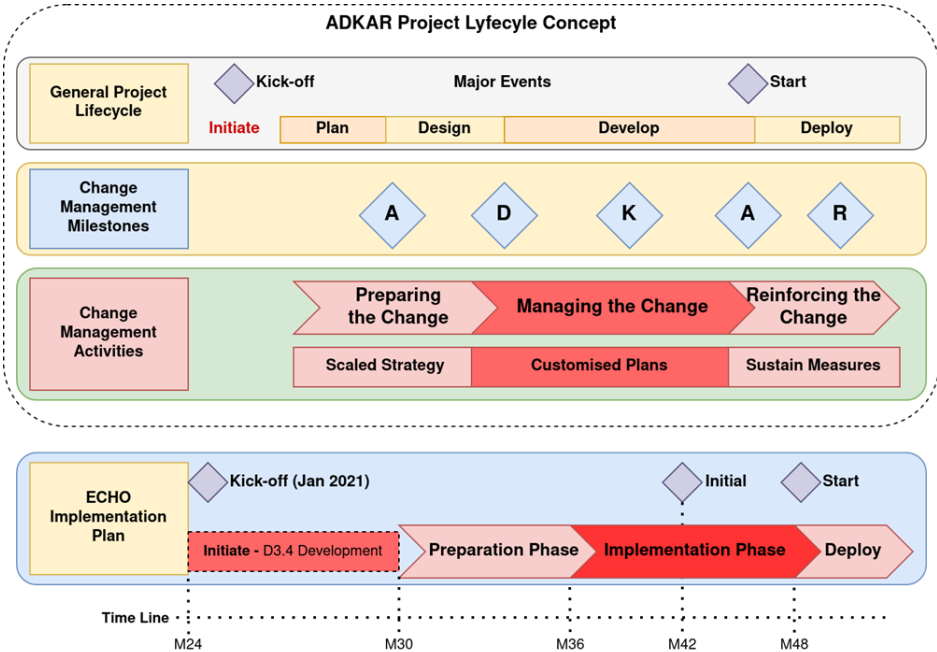 ADKAR Project Lyfecyle Concept
General Project
Lifecycle
Kick-off
Major Events
Start
Initiate
Plan
Design
Develop
Deploy
Change
Management
Milestones
A
D
K
A
R
Change
Management
Activities
Preparing
the Change
Managing the Change
Reinforcing the
Change
Scaled Strategy
Customised Plans
Sustain Measures
ECHO
Implementation
Plan
Kick-off (Jan 2021)
Initial
Start
Initiate - D3.4 Development
Preparation Phase
Implementation Phase
Deploy
Time Line
M24
M30
M36
M42
M48